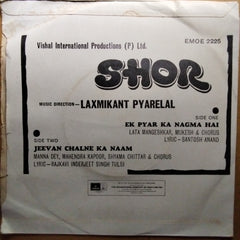 Vishal International Productions (P) Ltd.
EMOE 2225
SHOR
MUSIC DIRECTION – LAXMIKANT PYARELAL
SIDE ONE
EK PYAR KA NAGMA HAI
LATA MANGESHKAR, MUKESH & CHORUS
LYRIC – SANTOSH ANAND
SIDE TWO
JEEVAN CHALNE KA NAAM
MANNA DEY, MAHENDRA KAPOOR, SHYAMA CHITTAR & CHORUS
LYRIC – RAJKAVI INDERJEET SINGH TULSI